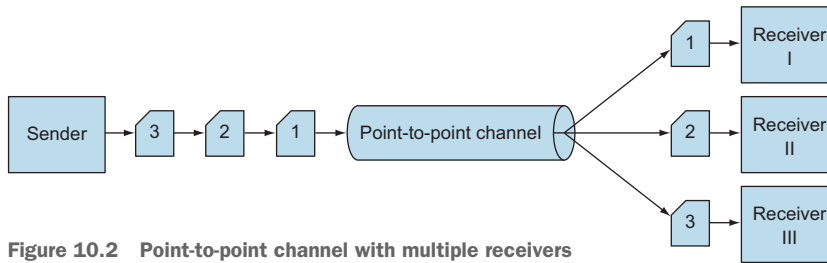 Sender
3
2
1
Point-to-point channel
1
Receiver
I
2
Receiver
II
3
Receiver
III
Figure 10.2 Point-to-point channel with multiple receivers